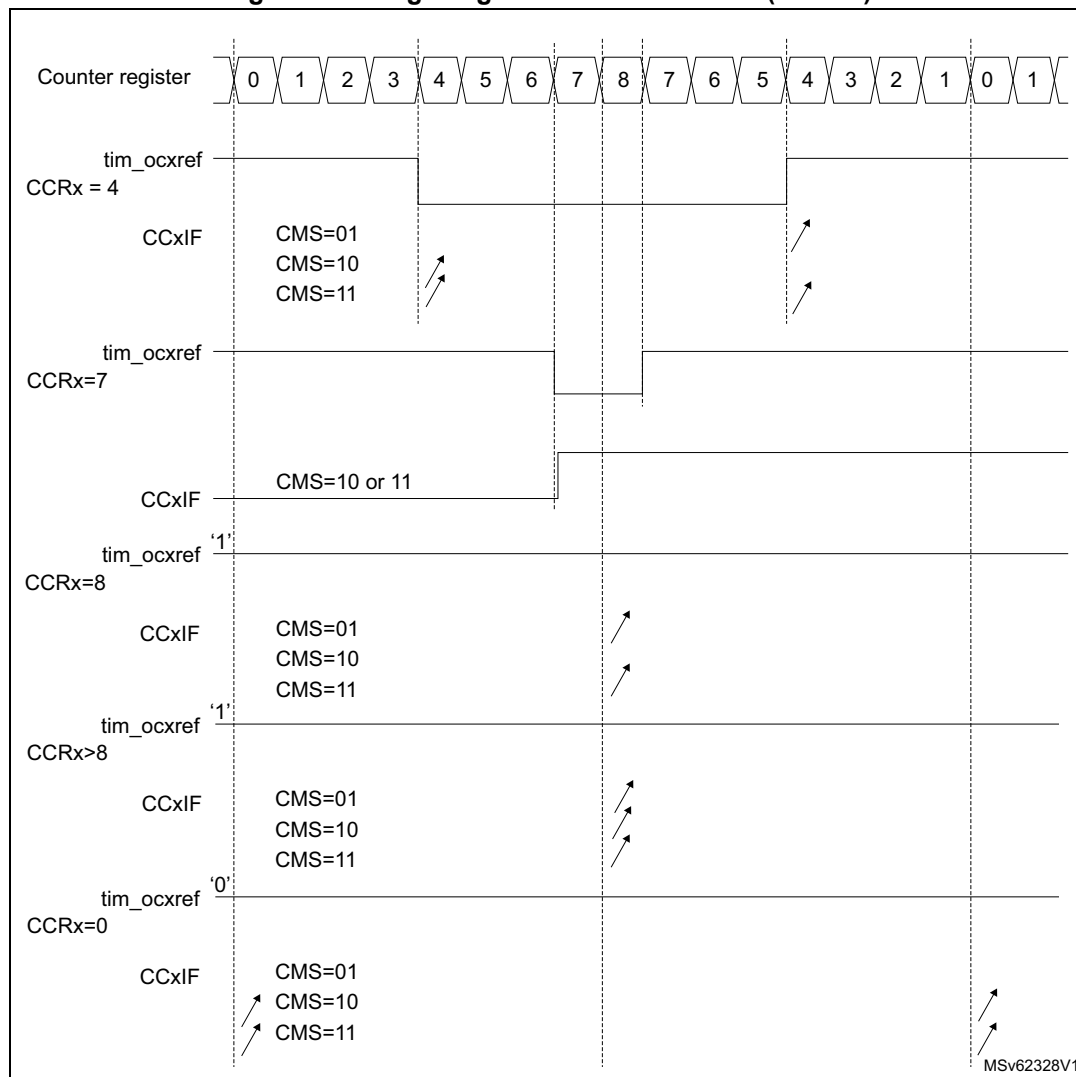 Counter register 0 1 2 3 4 5 6 7 8 7 6 5 4 3 2 1 0 1
tim_ocxref
CCRx = 4
CCxIF
CMS=01
CMS=10
CMS=11
tim_ocxref
CCRx=7
CCxIF
CMS=10 or 11
tim_ocxref '1'
CCRx=8
CCxIF
CMS=01
CMS=10
CMS=11
tim_ocxref '1'
CCRx>8
CCxIF
CMS=01
CMS=10
CMS=11
tim_ocxref '0'
CCRx=0
CCxIF
CMS=01
CMS=10
CMS=11
MSv62328V1